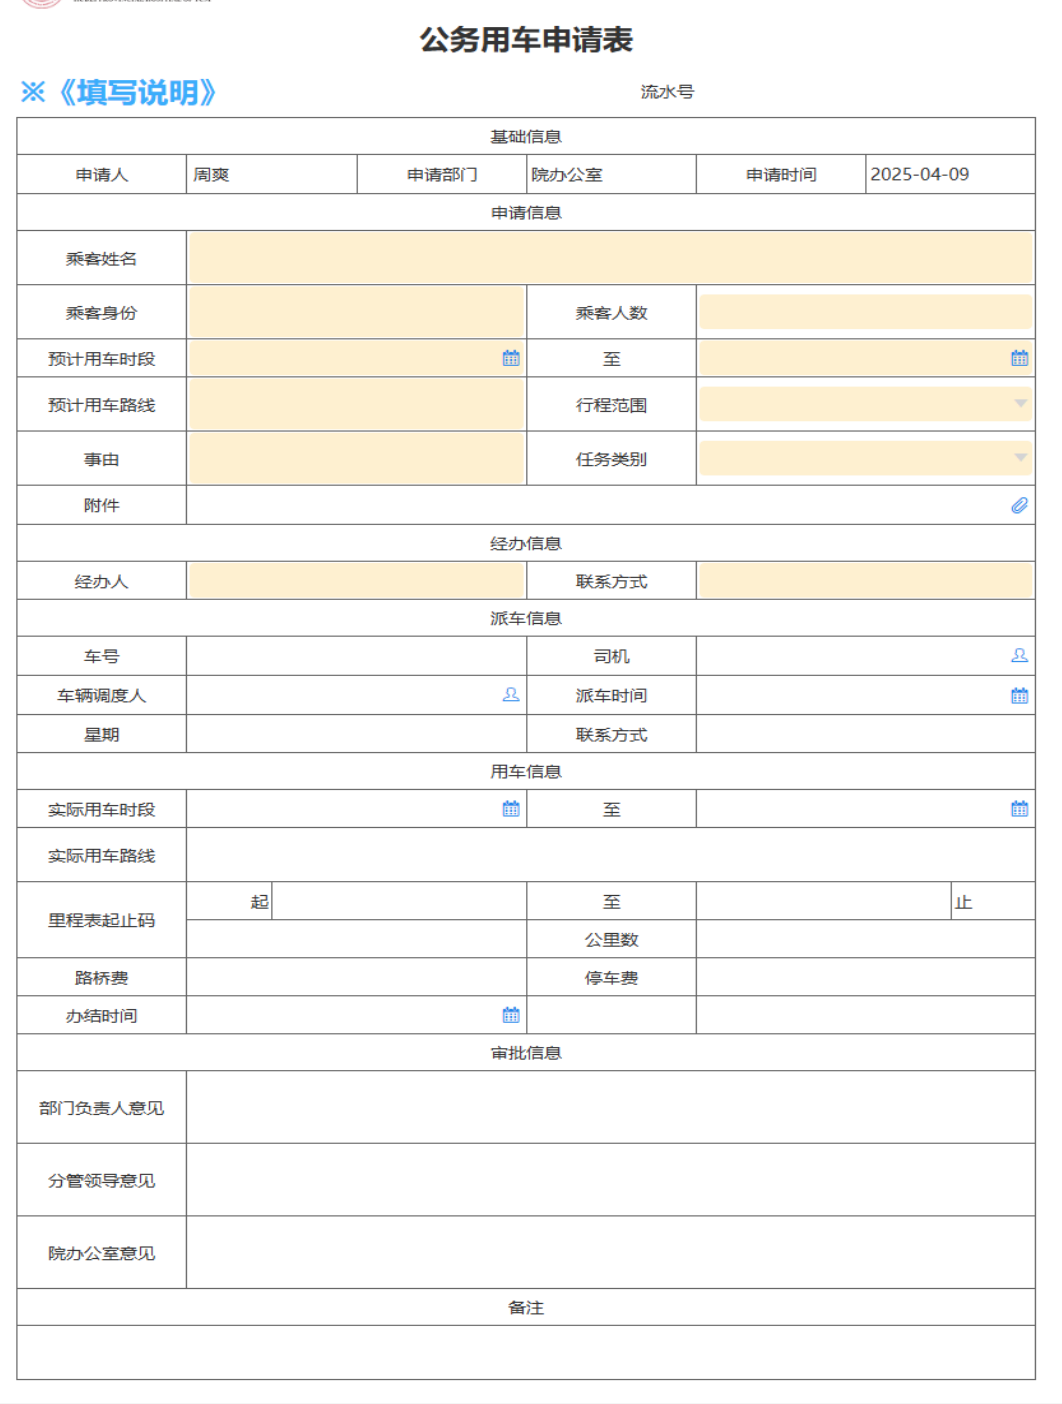 公务用车申请表
※《填写说明》 流水号
基础信息
申请人 周爽 申请部门 院办公室 申请时间 2025-04-09
申请信息
乘客姓名
乘客身份 乘客人数
预计用车时段 至
预计用车路线 行程范围
事由 任务类别
附件
经办信息
经办人 联系方式
派车信息
车号 司机
车辆调度人 派车时间
星期 联系方式
用车信息
实际用车时段 至
实际用车路线
里程表起止码 起 至 止
公里数
路桥费 停车费
办结时间
审批信息
部门负责人意见
分管领导意见
院办公室意见
备注